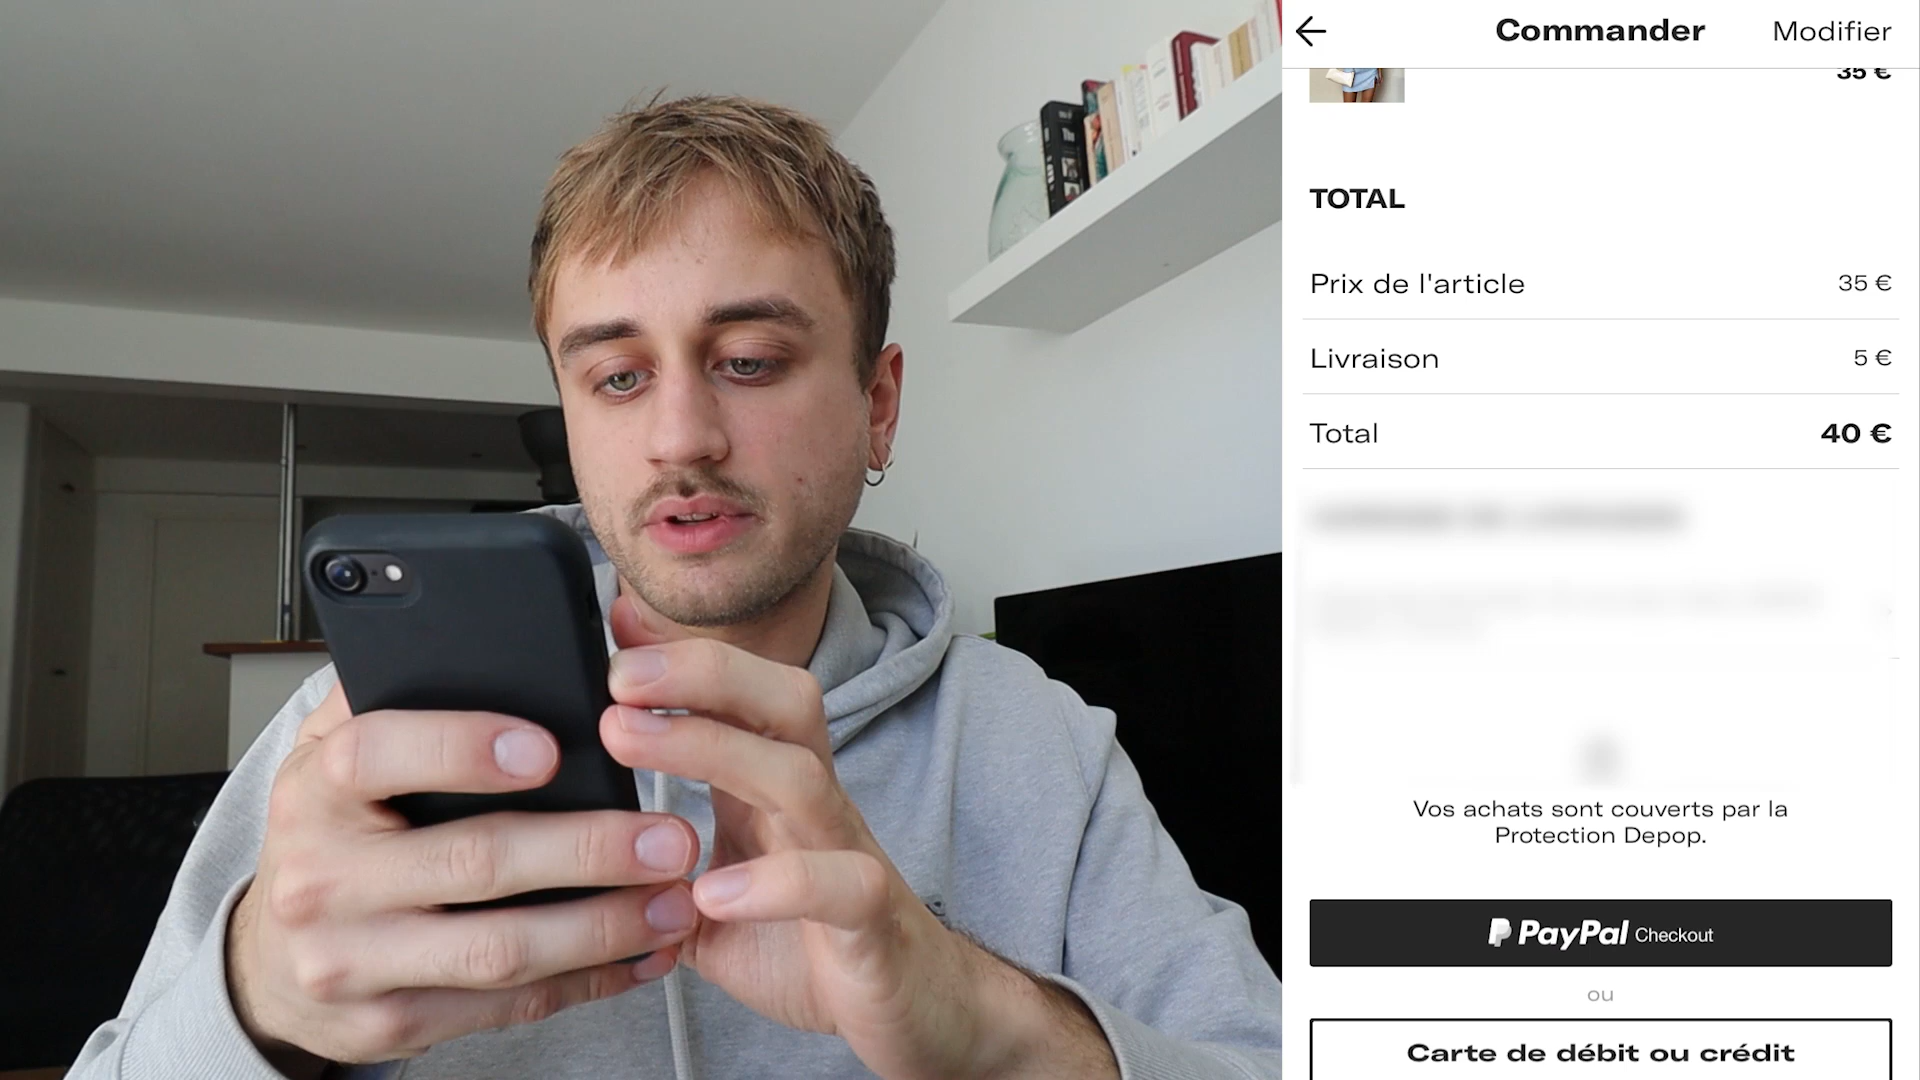 Commander
Modifier
35 €
TOTAL
Prix de l'article
35 €
Livraison
5 €
Total
40 €
Vos achats sont couverts par la
Protection Depop.
PayPal Checkout
ou
Carte de débit ou crédit